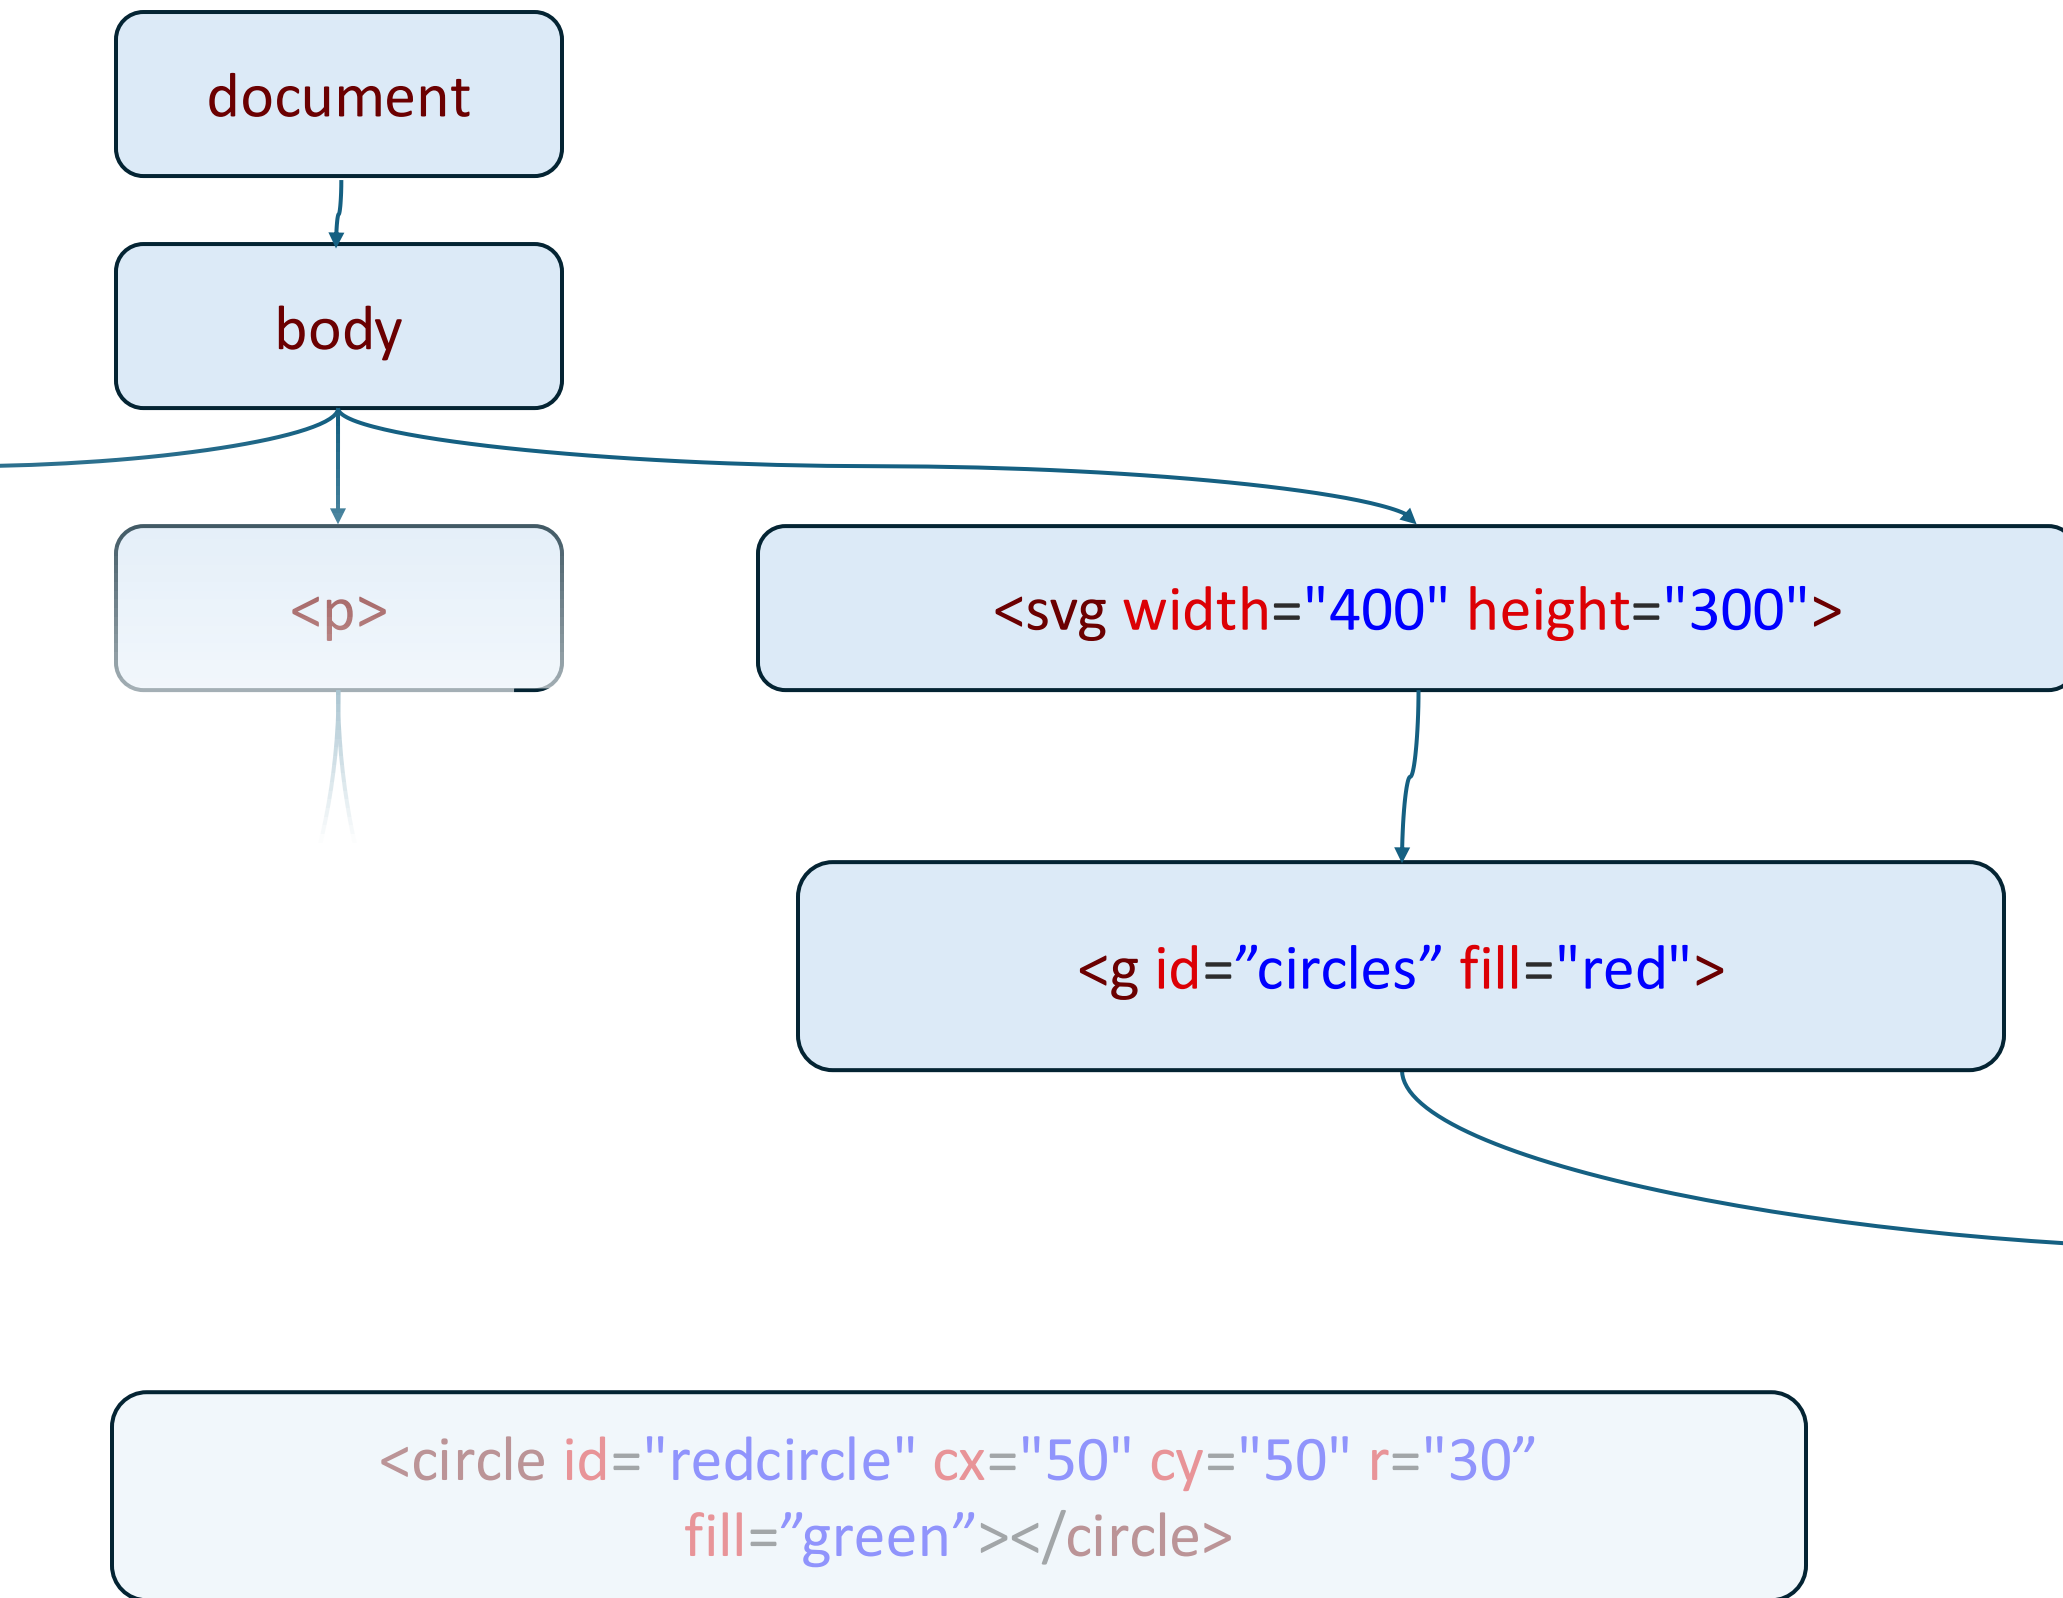 document
body
<p>
<svg width="400" height="300">
<g id=”circles” fill="red">
<circle id="redcircle" cx="50" cy="50" r="30”
fill=”green”></circle>